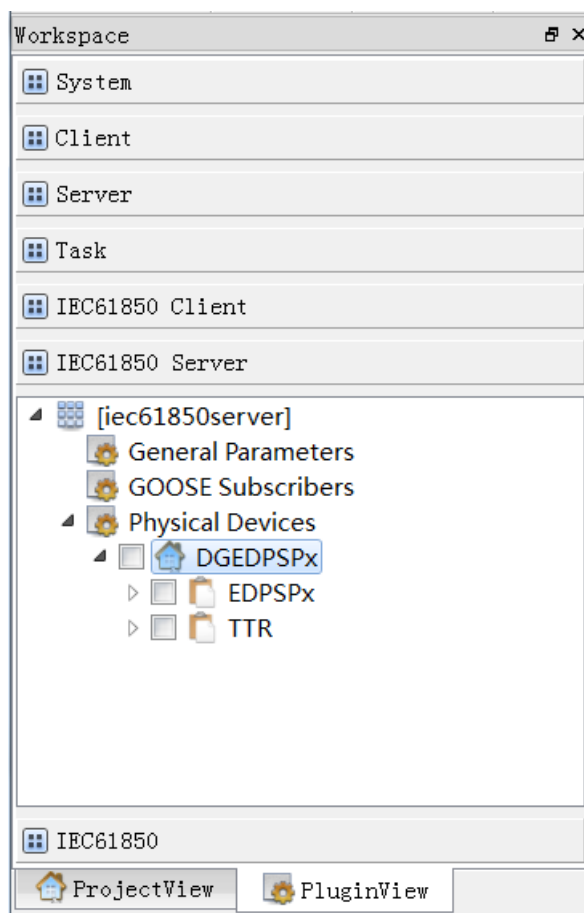 Workspace
System
Client
Server
Task
IEC61850 Client
IEC61850 Server
[iec61850server]
General Parameters
GOOSE Subscribers
Physical Devices
DGEDPSPx
EDPSPx
TTR
IEC61850
ProjectView PluginView